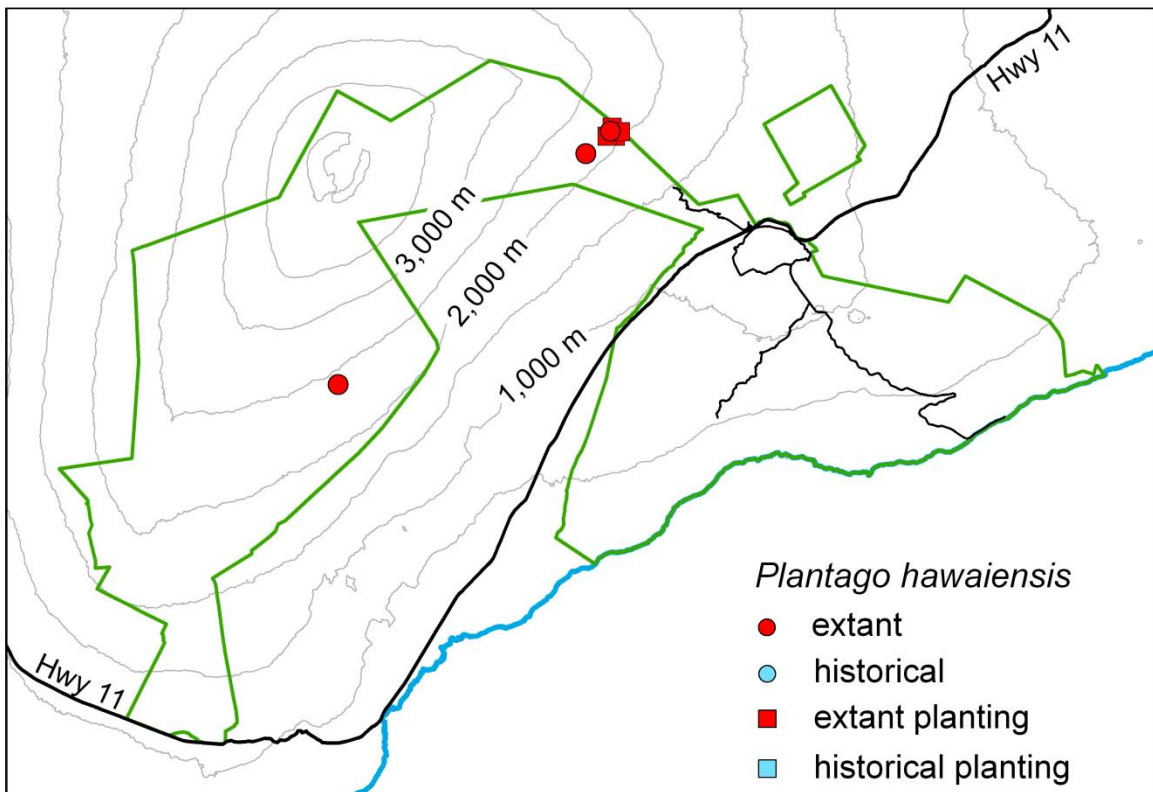 Hwy 11
3,000 m
2,000 m
1,000 m
Plantago hawaiensis
extant
historical
extant planting
historical planting
Hwy 11